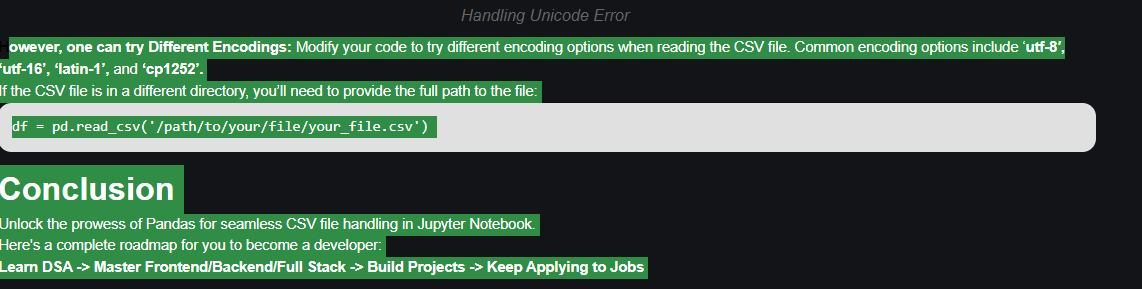 Handling Unicode Error
However, one can try Different Encodings: Modify your code to try different encoding options when reading the CSV file. Common encoding options include ‘utf-8′,
‘utf-16’, ‘latin-1’, and ‘cp1252’.
If the CSV file is in a different directory, you’ll need to provide the full path to the file:
df = pd.read_csv('/path/to/your/file/your_file.csv')
Conclusion
Unlock the prowess of Pandas for seamless CSV file handling in Jupyter Notebook.
Here's a complete roadmap for you to become a developer:
Learn DSA -> Master Frontend/Backend/Full Stack -> Build Projects -> Keep Applying to Jobs